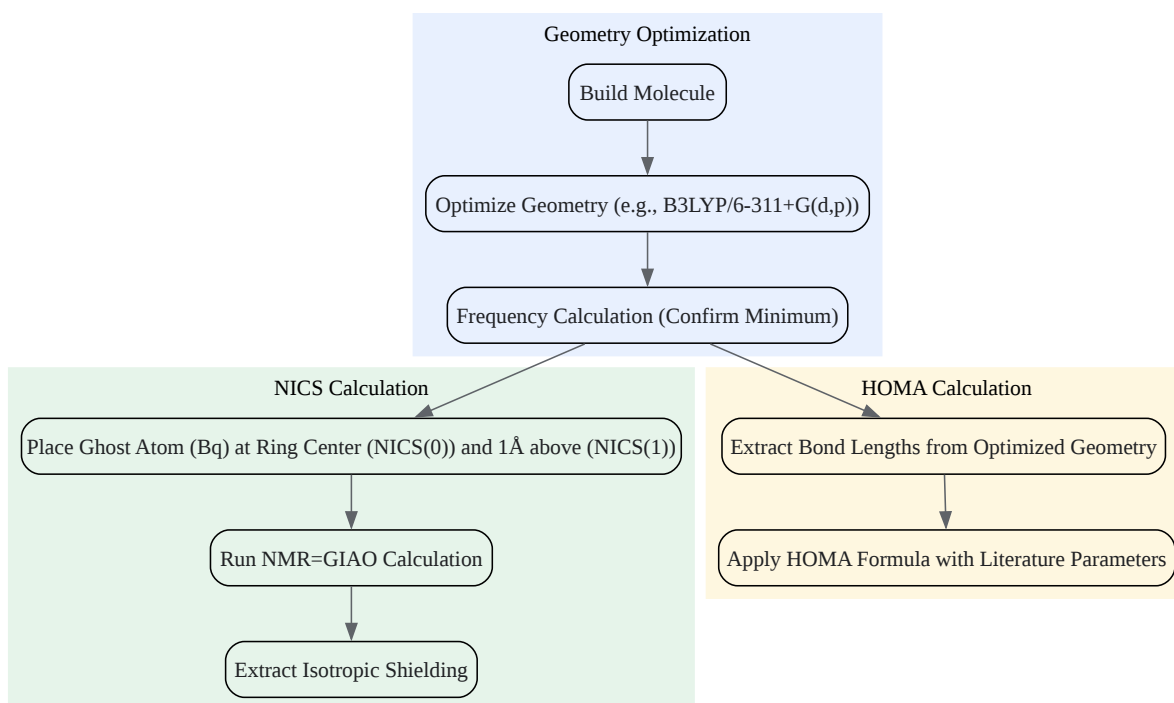 Geometry Optimization
Build Molecule
Optimize Geometry (e.g., B3LYP/6-311+G(d,p))
Frequency Calculation (Confirm Minimum)
NICS Calculation
Place Ghost Atom (Bq) at Ring Center (NICS(0)) and 1Å above (NICS(1))
Run NMR=GIAO Calculation
Extract Isotropic Shielding
HOMA Calculation
Extract Bond Lengths from Optimized Geometry
Apply HOMA Formula with Literature Parameters